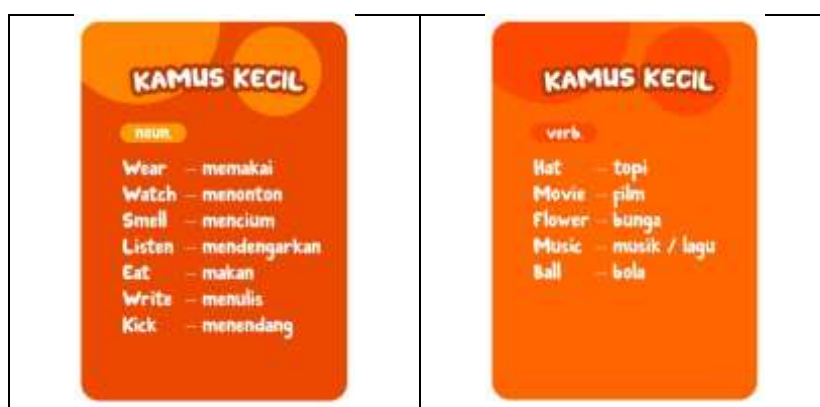 KAMUS KECIL
noun.
Wear – memakai
Watch – menonton
Smell – mencium
Listen – mendengarkan
Eat – makan
Write – menulis
Kick – menendang
KAMUS KECIL
verb.
Hat – topi
Movie – film
Flower – bunga
Music – musik / lagu
Ball – bola